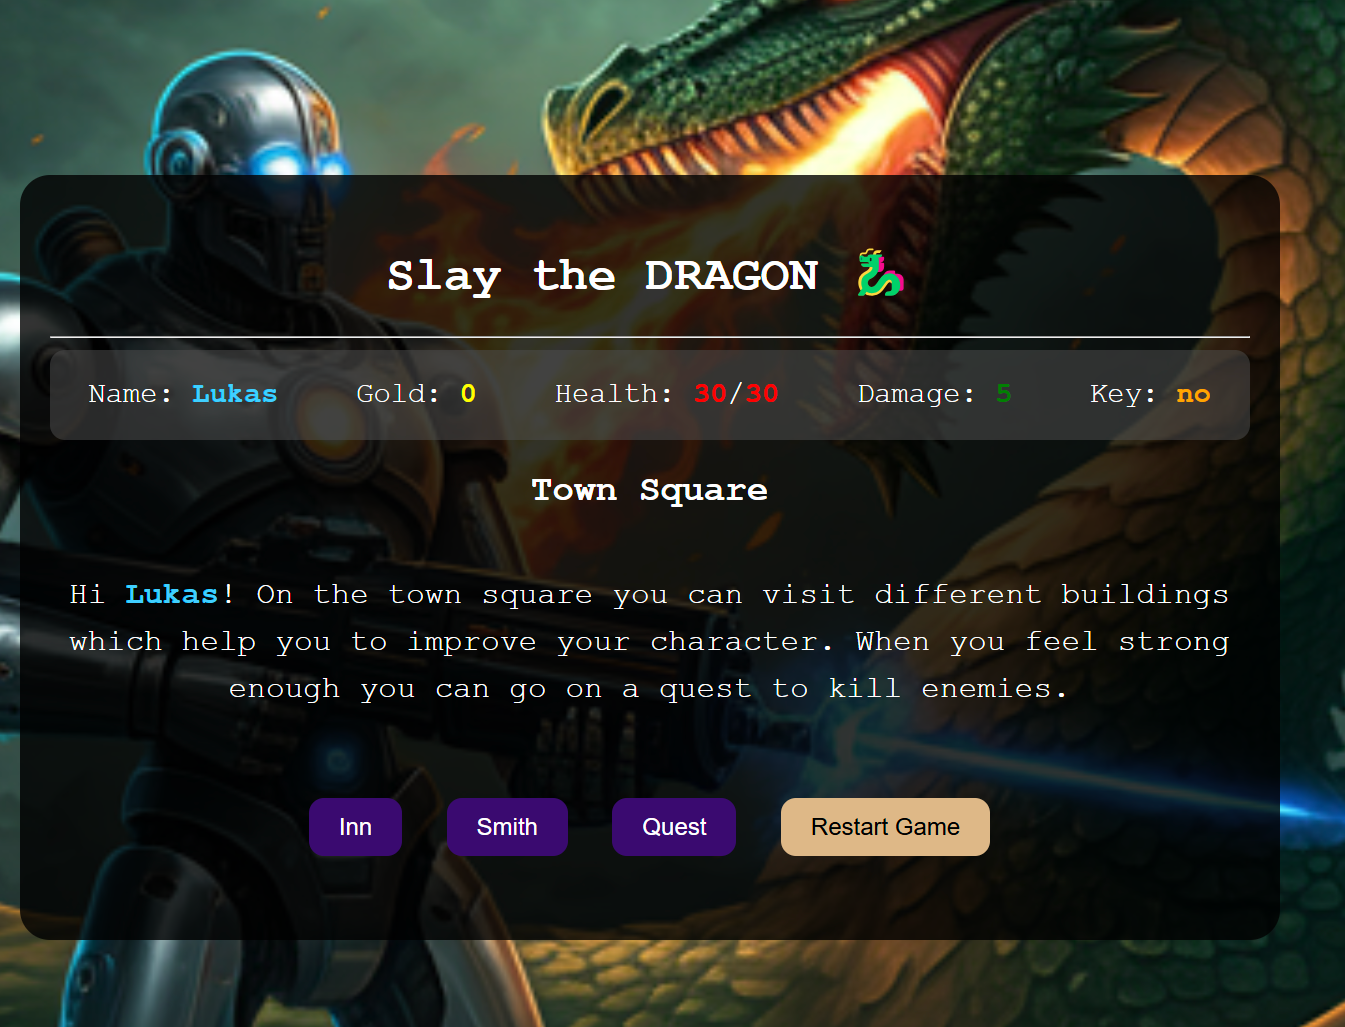 Slay the DRAGON 🐉
Name: Lukas Gold: 0 Health: 30/30 Damage: 5 Key: no
Town Square
Hi Lukas! On the town square you can visit different buildings
which help you to improve your character. When you feel strong
enough you can go on a quest to kill enemies.
Inn Smith Quest Restart Game